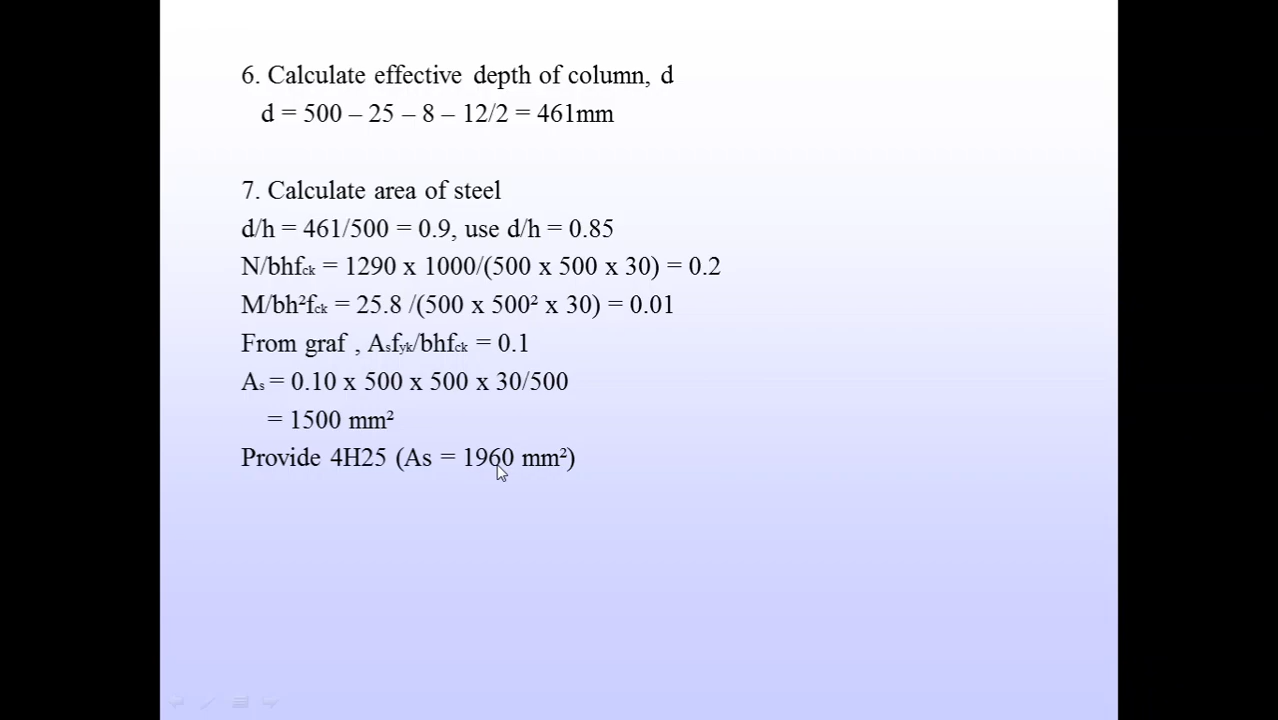 6. Calculate effective depth of column, d
d = 500 – 25 – 8 – 12/2 = 461mm
7. Calculate area of steel
d/h = 461/500 = 0.9, use d/h = 0.85
N/bhfck = 1290 x 1000/(500 x 500 x 30) = 0.2
M/bh²fck = 25.8 /(500 x 500² x 30) = 0.01
From graf , Asfyk/bhfck = 0.1
As = 0.10 x 500 x 500 x 30/500
= 1500 mm²
Provide 4H25 (As = 1960 mm²)